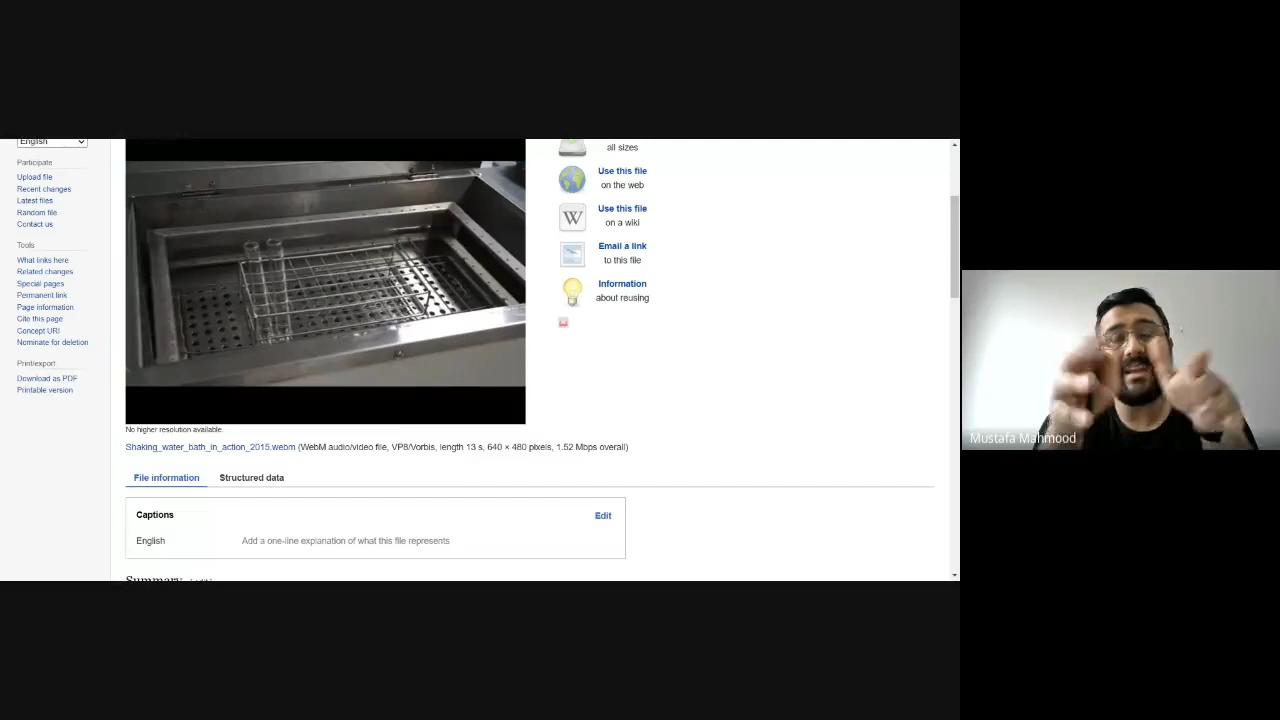 English
Participate
Upload file
Recent changes
Latest files
Random file
Contact us
Tools
What links here
Related changes
Special pages
Permanent link
Page information
Cite this page
Concept URI
Nominate for deletion
Print/export
Download as PDF
Printable version
all sizes
Use this file
on the web
W
Use this file
on a wiki
Email a link
to this file
Information
about reusing
No higher resolution available.
Shaking_water_bath_in_action_2015.webm (WebM audio/video file, VP8/Vorbis, length 13 s, 640 × 480 pixels, 1.52 Mbps overall)
File information Structured data
Captions Edit
English Add a one-line explanation of what this file represents
Summary [ edit ]
Mustafa Mahmood